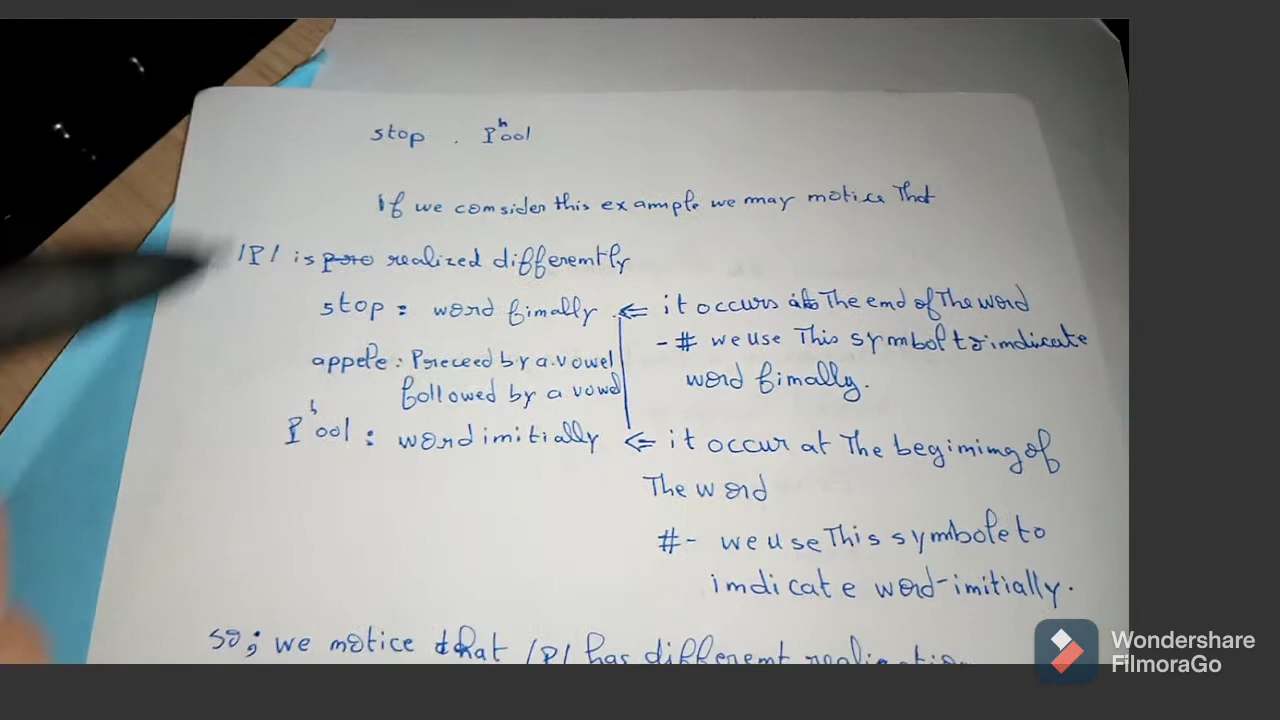 stop . Pʰool
If we consider this example we may notice that
/P/ is realized differently
stop : word finally ⇐ it occurs at The end of The word
-# we use This symbol to indicate
word finally.
appele : Preceed by a vowel
followed by a vowel
Pʰool : word initially ⇐ it occur at The begining of
The word
#- we use This symbole to
indicate word-initially.
so; we notice that /P/ has different
Wondershare
FilmoraGo